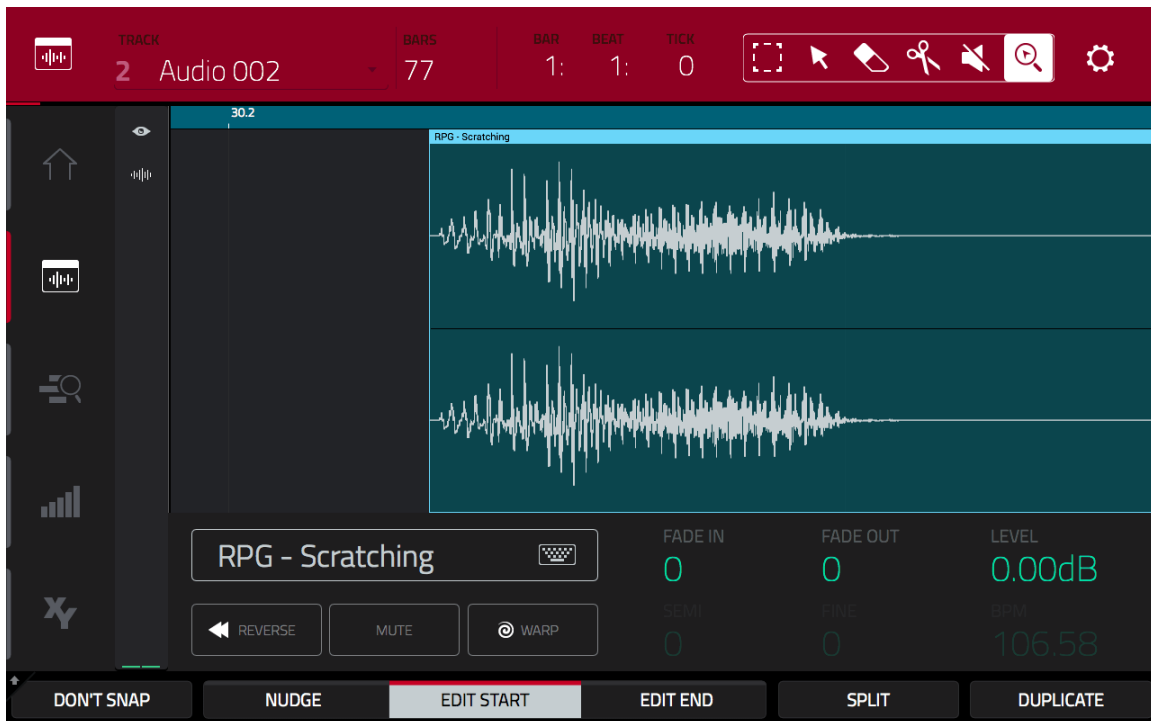 TRACK BARS BAR BEAT TICK
2 Audio 002 77 1: 1: 0
30.2
RPG - Scratching
RPG - Scratching
FADE IN FADE OUT LEVEL
0 0 0.00dB
SEMI FINE BPM
REVERSE MUTE WARP
0 0 106.58
DON'T SNAP NUDGE EDIT START EDIT END SPLIT DUPLICATE
XY